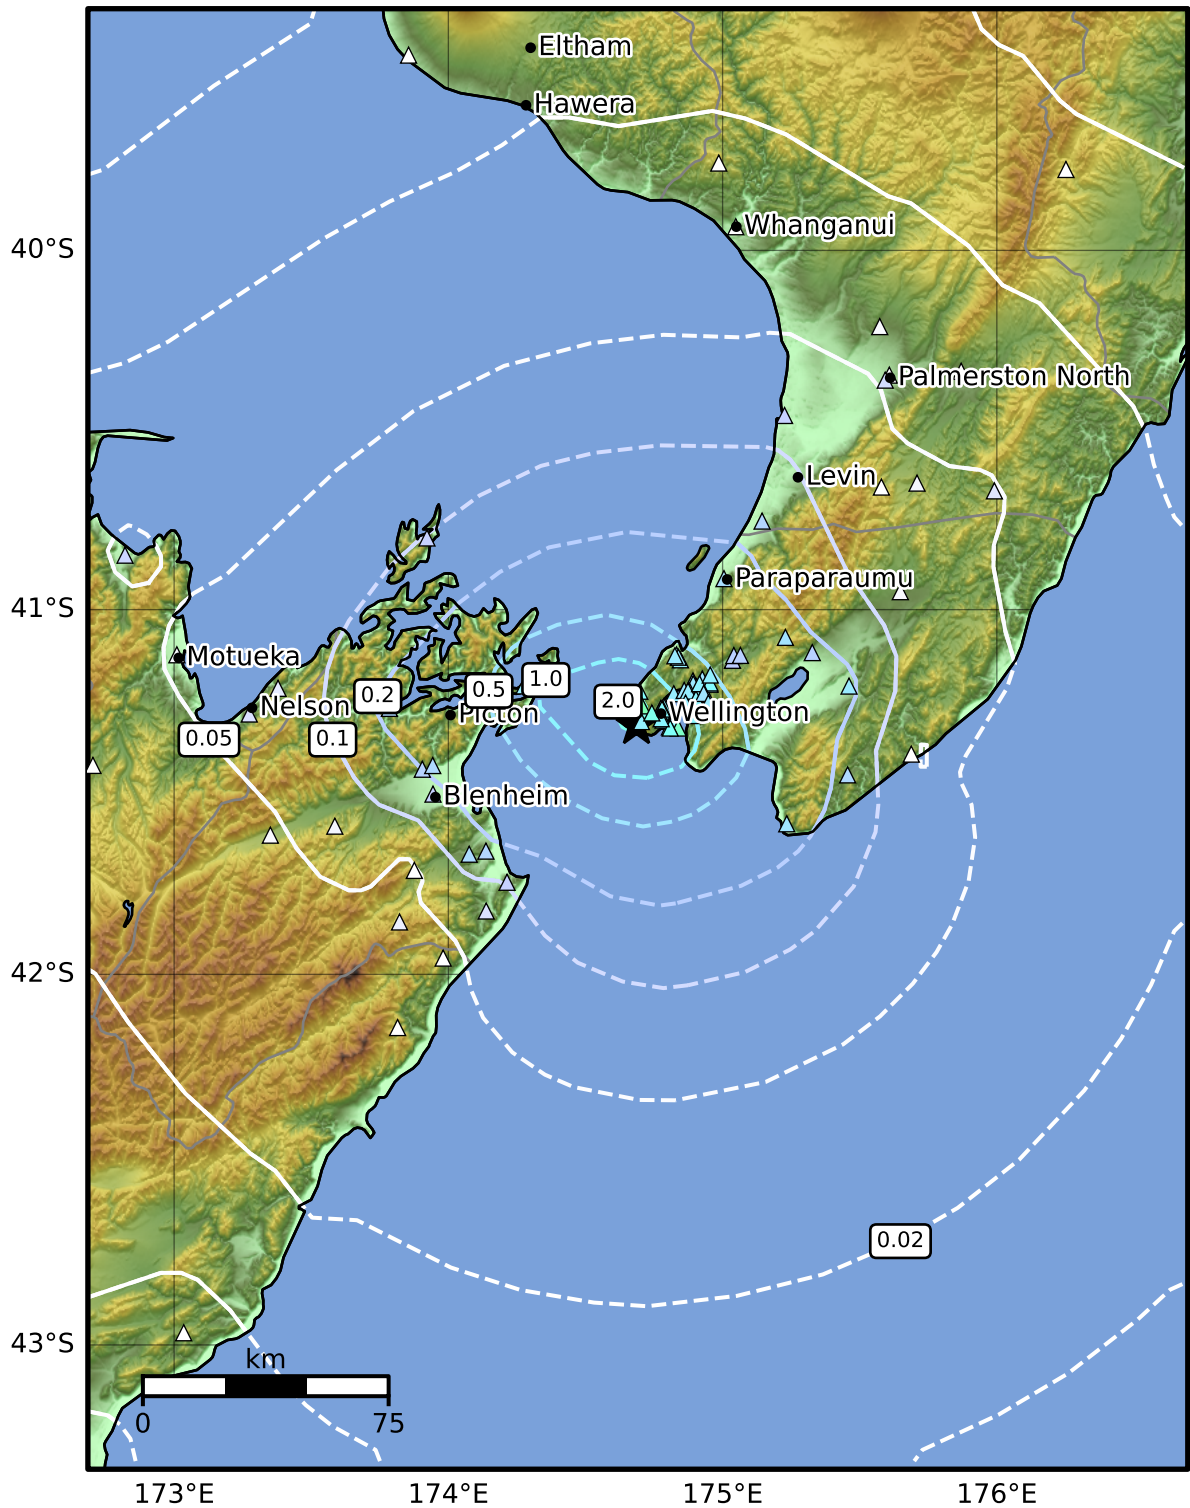 Eltham
Hawera
Whanganui
40°S
Palmerston North
Levin
Paraparaumu
41°S
Motueka
1.0
0.5
0.2
2.0
Nelson
Picton
Wellington
0.05
0.1
Blenheim
42°S
0.02
43°S
km
0 75
173°E 174°E 175°E 176°E